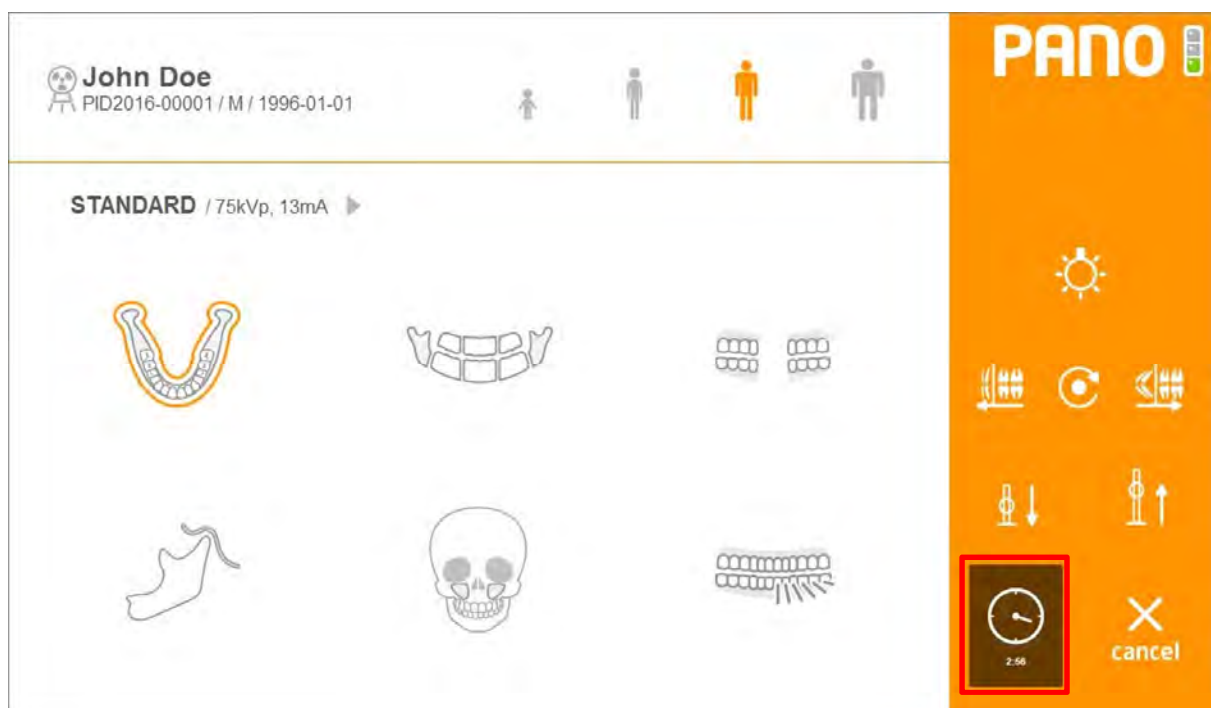 John Doe
PID2016-00001 / M / 1996-01-01
STANDARD / 75kVp, 13mA
PANO
2:56
cancel